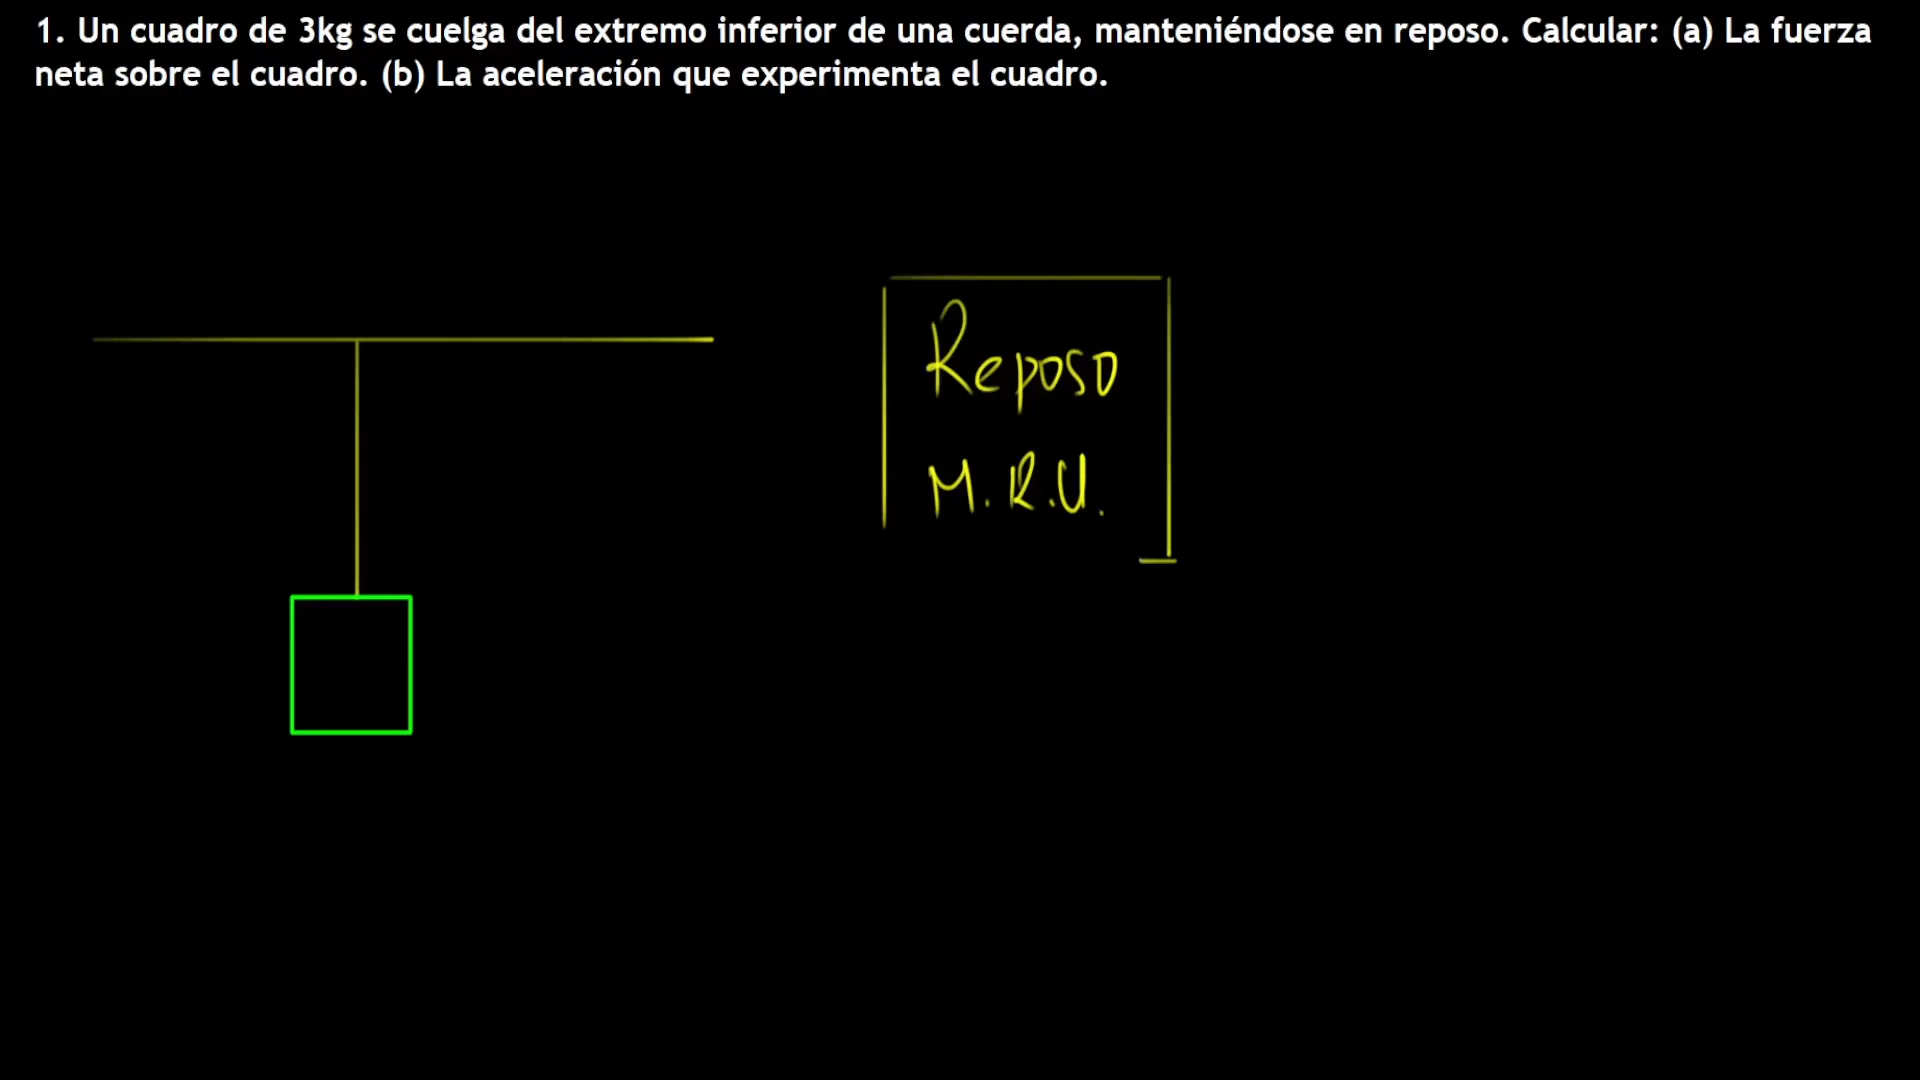 1. Un cuadro de 3kg se cuelga del extremo inferior de una cuerda, manteniéndose en reposo. Calcular: (a) La fuerza
neta sobre el cuadro. (b) La aceleración que experimenta el cuadro.
Reposo
M.R.U.